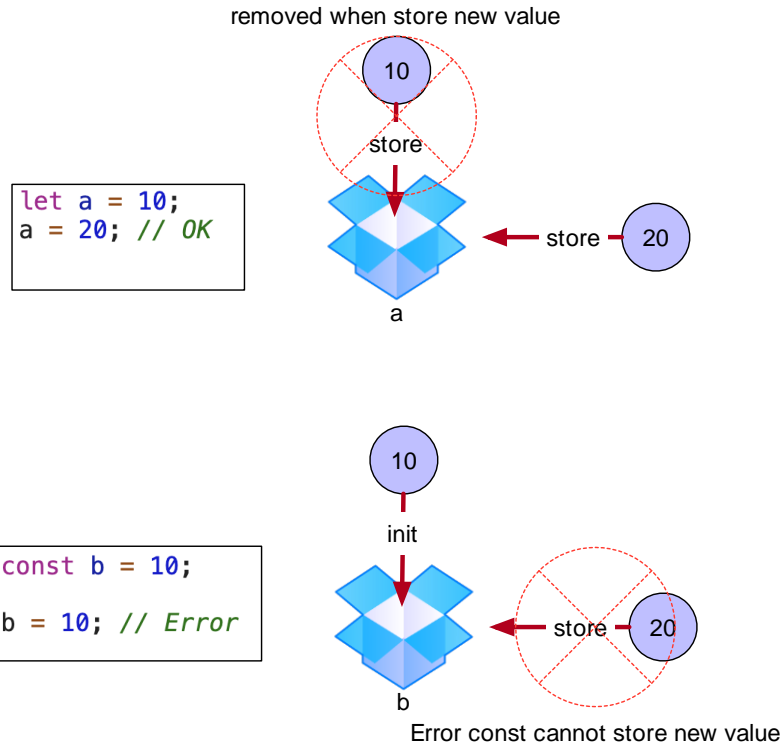 removed when store new value
10
store
let a = 10;
a = 20; // OK
store
20
a
10
init
const b = 10;
b = 10; // Error
store
20
b
Error const cannot store new value